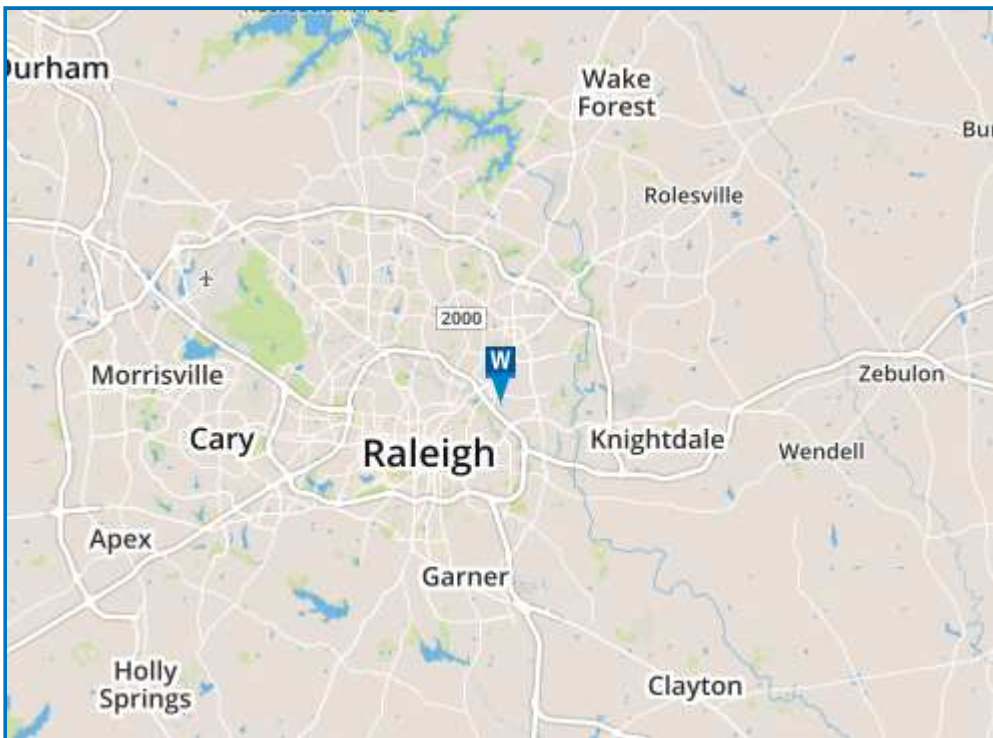 Durham
Wake
Forest
Rolesville
2000
W
Morrisville
Zebulon
Cary
Raleigh
Knightdale
Wendell
Apex
Garner
Holly
Springs
Clayton